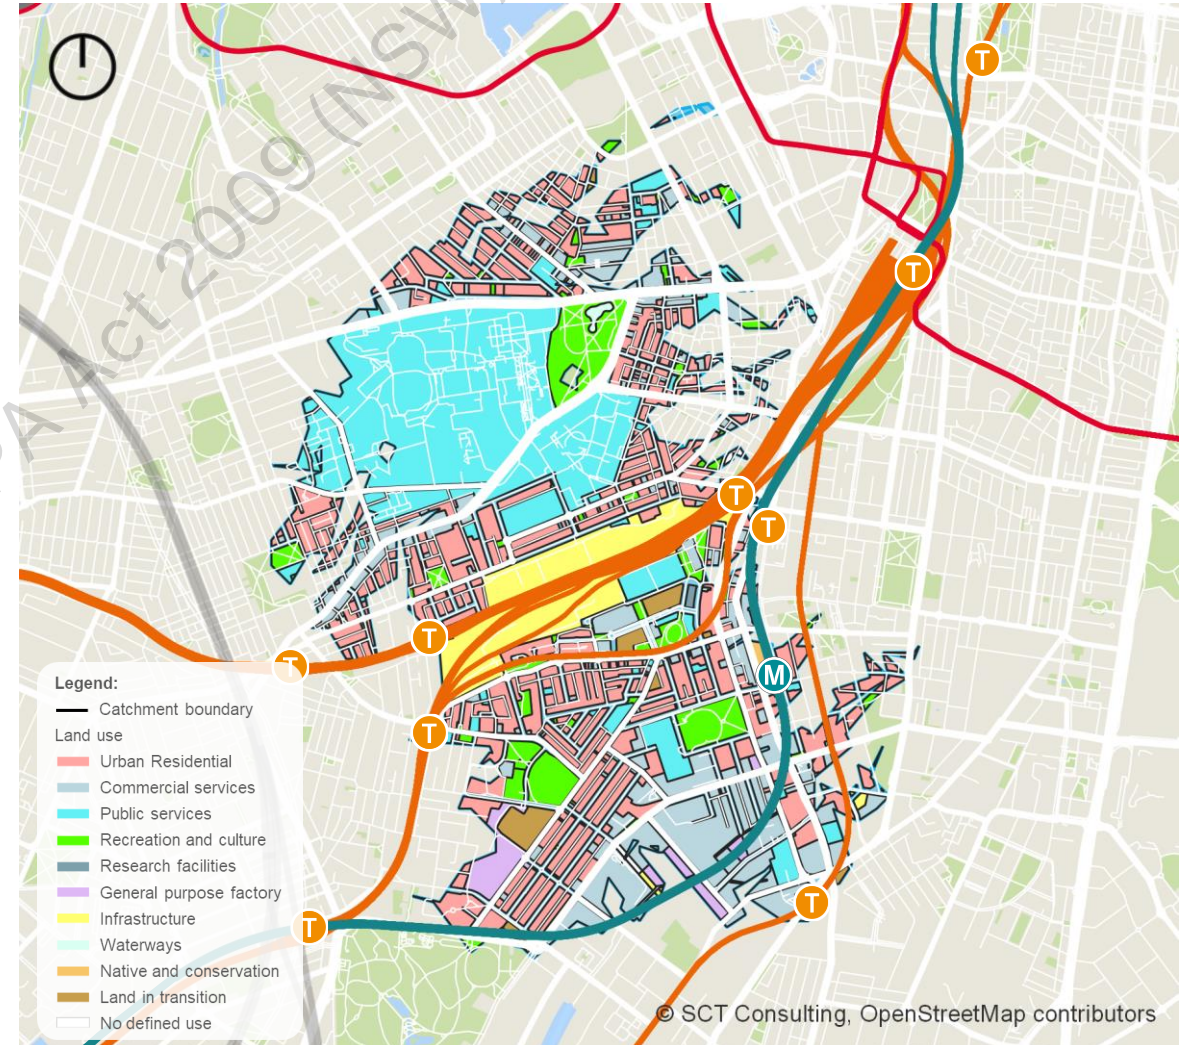 T
T
PA Act 2009 (NSW
T
T
T
T
M
T
T
T
Legend:
Catchment boundary
Land use
Urban Residential
Commercial services
Public services
Recreation and culture
Research facilities
General purpose factory
Infrastructure
Waterways
Native and conservation
Land in transition
No defined use
T
© SCT Consulting, OpenStreetMap contributors